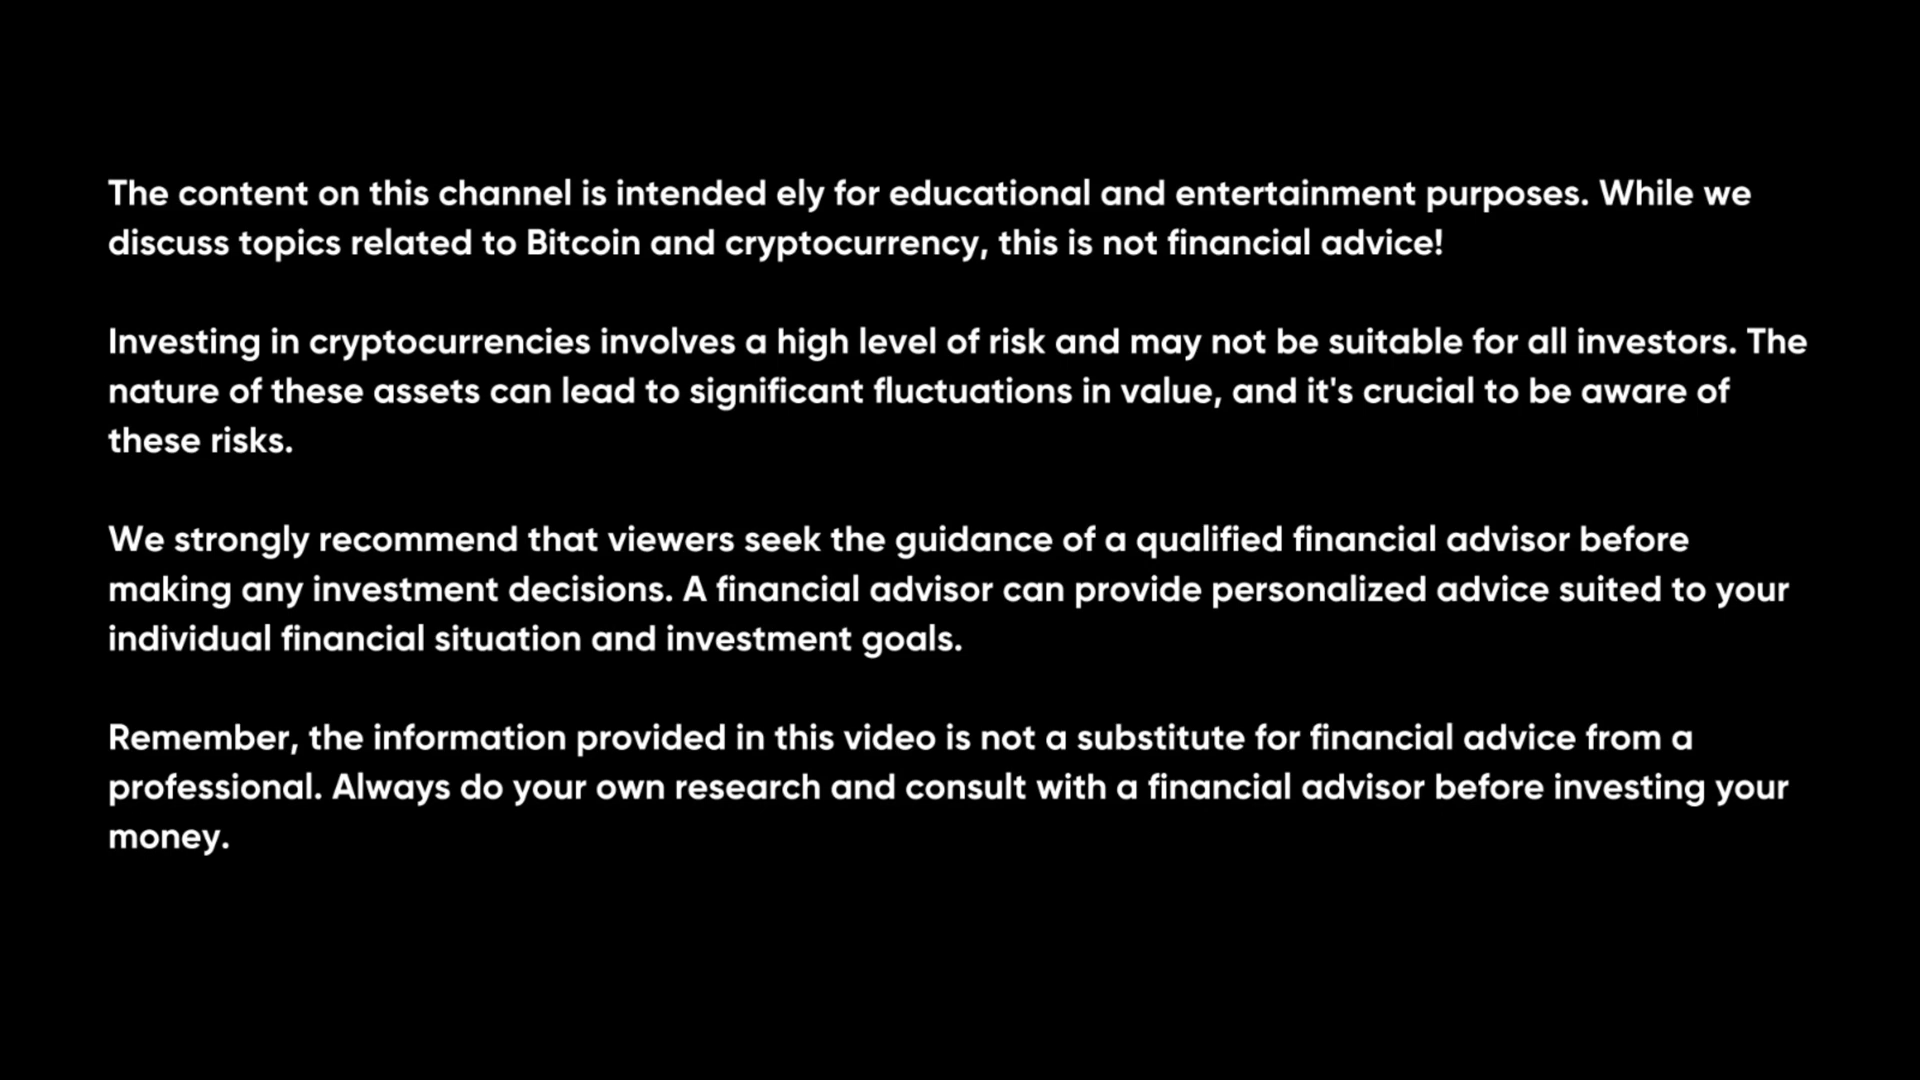 The content on this channel is intended ely for educational and entertainment purposes. While we
discuss topics related to Bitcoin and cryptocurrency, this is not financial advice!
Investing in cryptocurrencies involves a high level of risk and may not be suitable for all investors. The
nature of these assets can lead to significant fluctuations in value, and it's crucial to be aware of
these risks.
We strongly recommend that viewers seek the guidance of a qualified financial advisor before
making any investment decisions. A financial advisor can provide personalized advice suited to your
individual financial situation and investment goals.
Remember, the information provided in this video is not a substitute for financial advice from a
professional. Always do your own research and consult with a financial advisor before investing your
money.